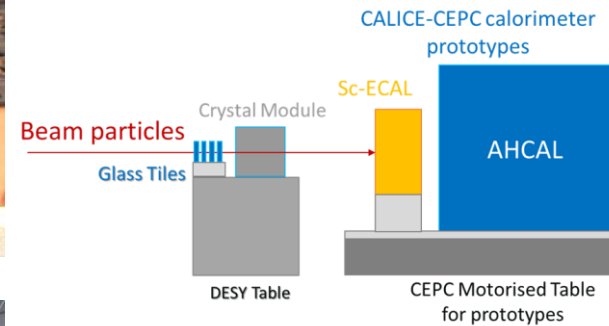 CALICE-CEPC calorimeter
prototypes
Sc-ECAL
Crystal Module
Beam particles
AHCAL
Glass Tiles
DESY Table
CEPC Motorised Table
for prototypes